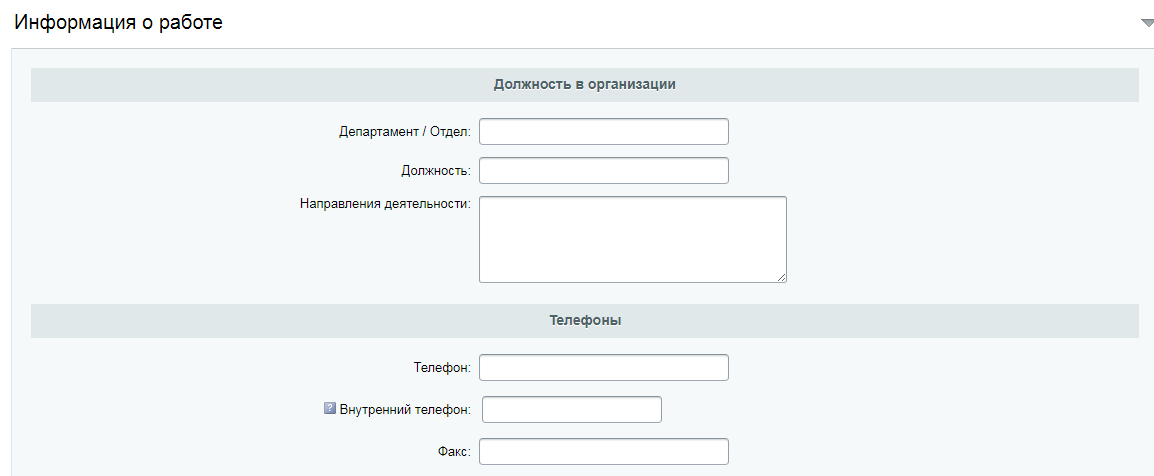 Информация о работе
Должность в организации
Департамент / Отдел:
Должность:
Направления деятельности:
Телефоны
Телефон:
? Внутренний телефон:
Факс: